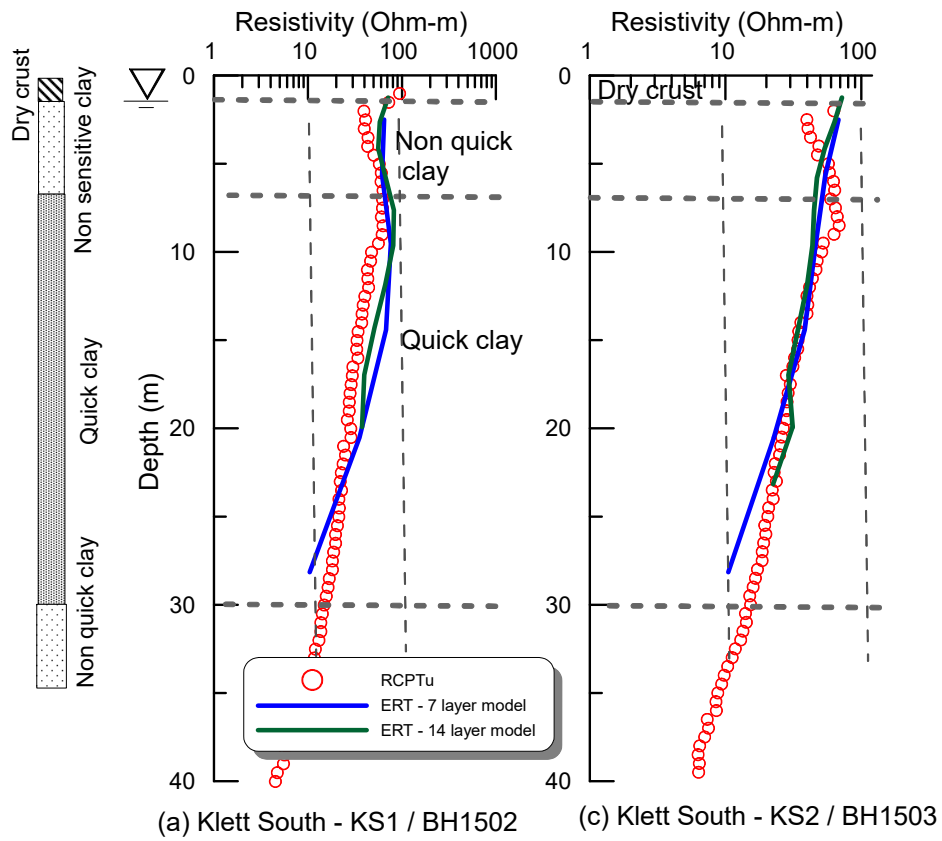 Resistivity (Ohm-m)
Resistivity (Ohm-m)
1 10 100 1000
1 10 100
Dry crust
Non sensitive clay
Quick clay
Non quick clay
Depth (m)
0
10
20
30
40
Non quick
clay
Quick clay
RCPTu
ERT - 7 layer model
ERT - 14 layer model
0
10
20
30
40
Dry crust
(a) Klett South - KS1 / BH1502
(c) Klett South - KS2 / BH1503